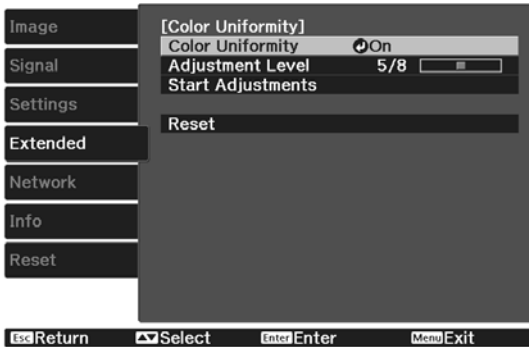 Image
Signal
Settings
Extended
Network
Info
Reset
[Color Uniformity]
Color Uniformity On
Adjustment Level 5/8
Start Adjustments
Reset
Esc Return Select Enter Enter Menu Exit